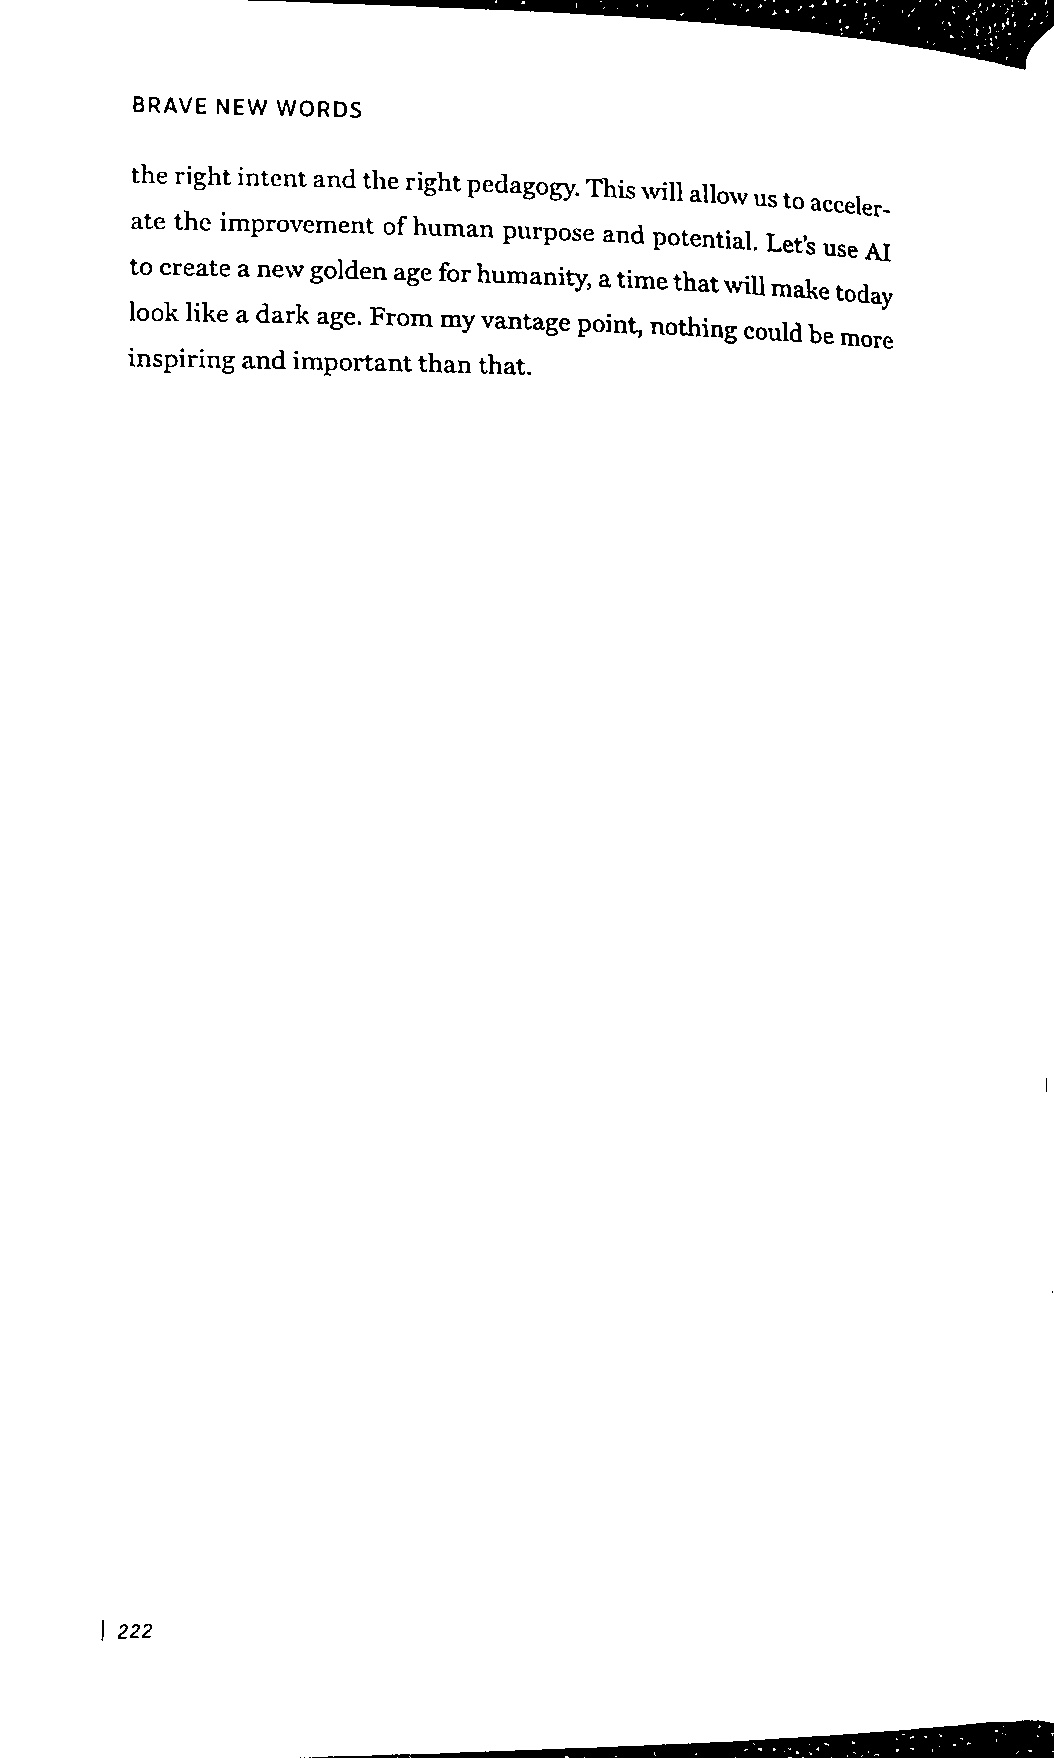 BRAVE NEW WORDS
the right intent and the right pedagogy. This will allow us to acceler-
ate the improvement of human purpose and potential. Let's use AI
to create a new golden age for humanity, a time that will make today
look like a dark age. From my vantage point, nothing could be more
inspiring and important than that.
| 222